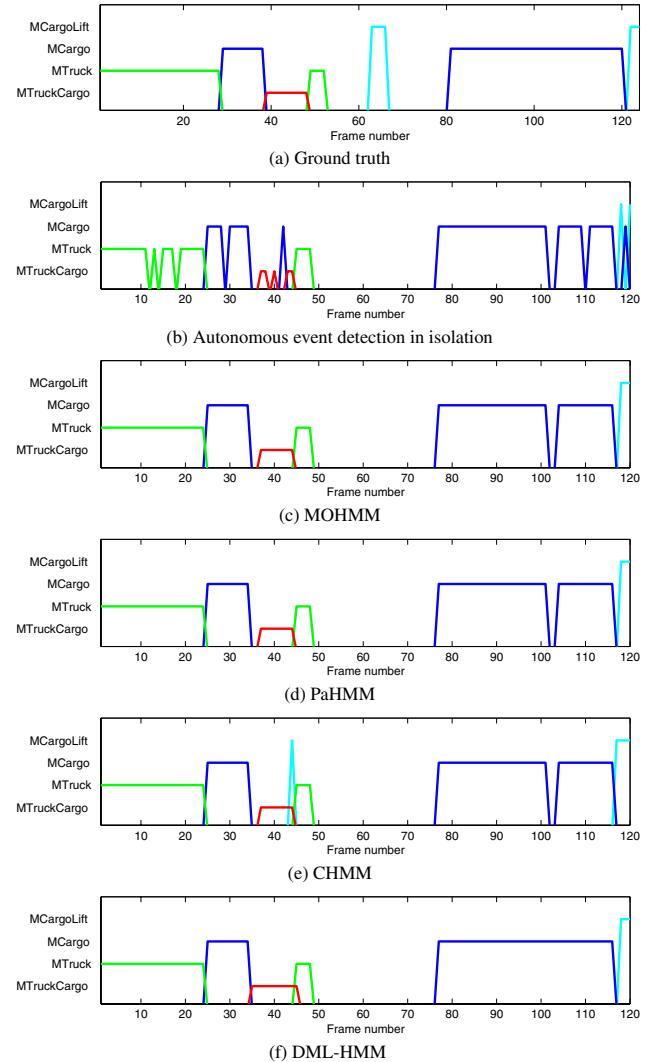 MCargoLift
MCargo
MTruck
MTruckCargo
20 40 60 80 100 120
Frame number
(a) Ground truth
MCargoLift
MCargo
MTruck
MTruckCargo
10 20 30 40 50 60 70 80 90 100 110 120
Frame number
(b) Autonomous event detection in isolation
MCargoLift
MCargo
MTruck
MTruckCargo
10 20 30 40 50 60 70 80 90 100 110 120
Frame number
(c) MOHMM
MCargoLift
MCargo
MTruck
MTruckCargo
10 20 30 40 50 60 70 80 90 100 110 120
Frame number
(d) PaHMM
MCargoLift
MCargo
MTruck
MTruckCargo
10 20 30 40 50 60 70 80 90 100 110 120
Frame number
(e) CHMM
MCargoLift
MCargo
MTruck
MTruckCargo
10 20 30 40 50 60 70 80 90 100 110 120
Frame number
(f) DML-HMM